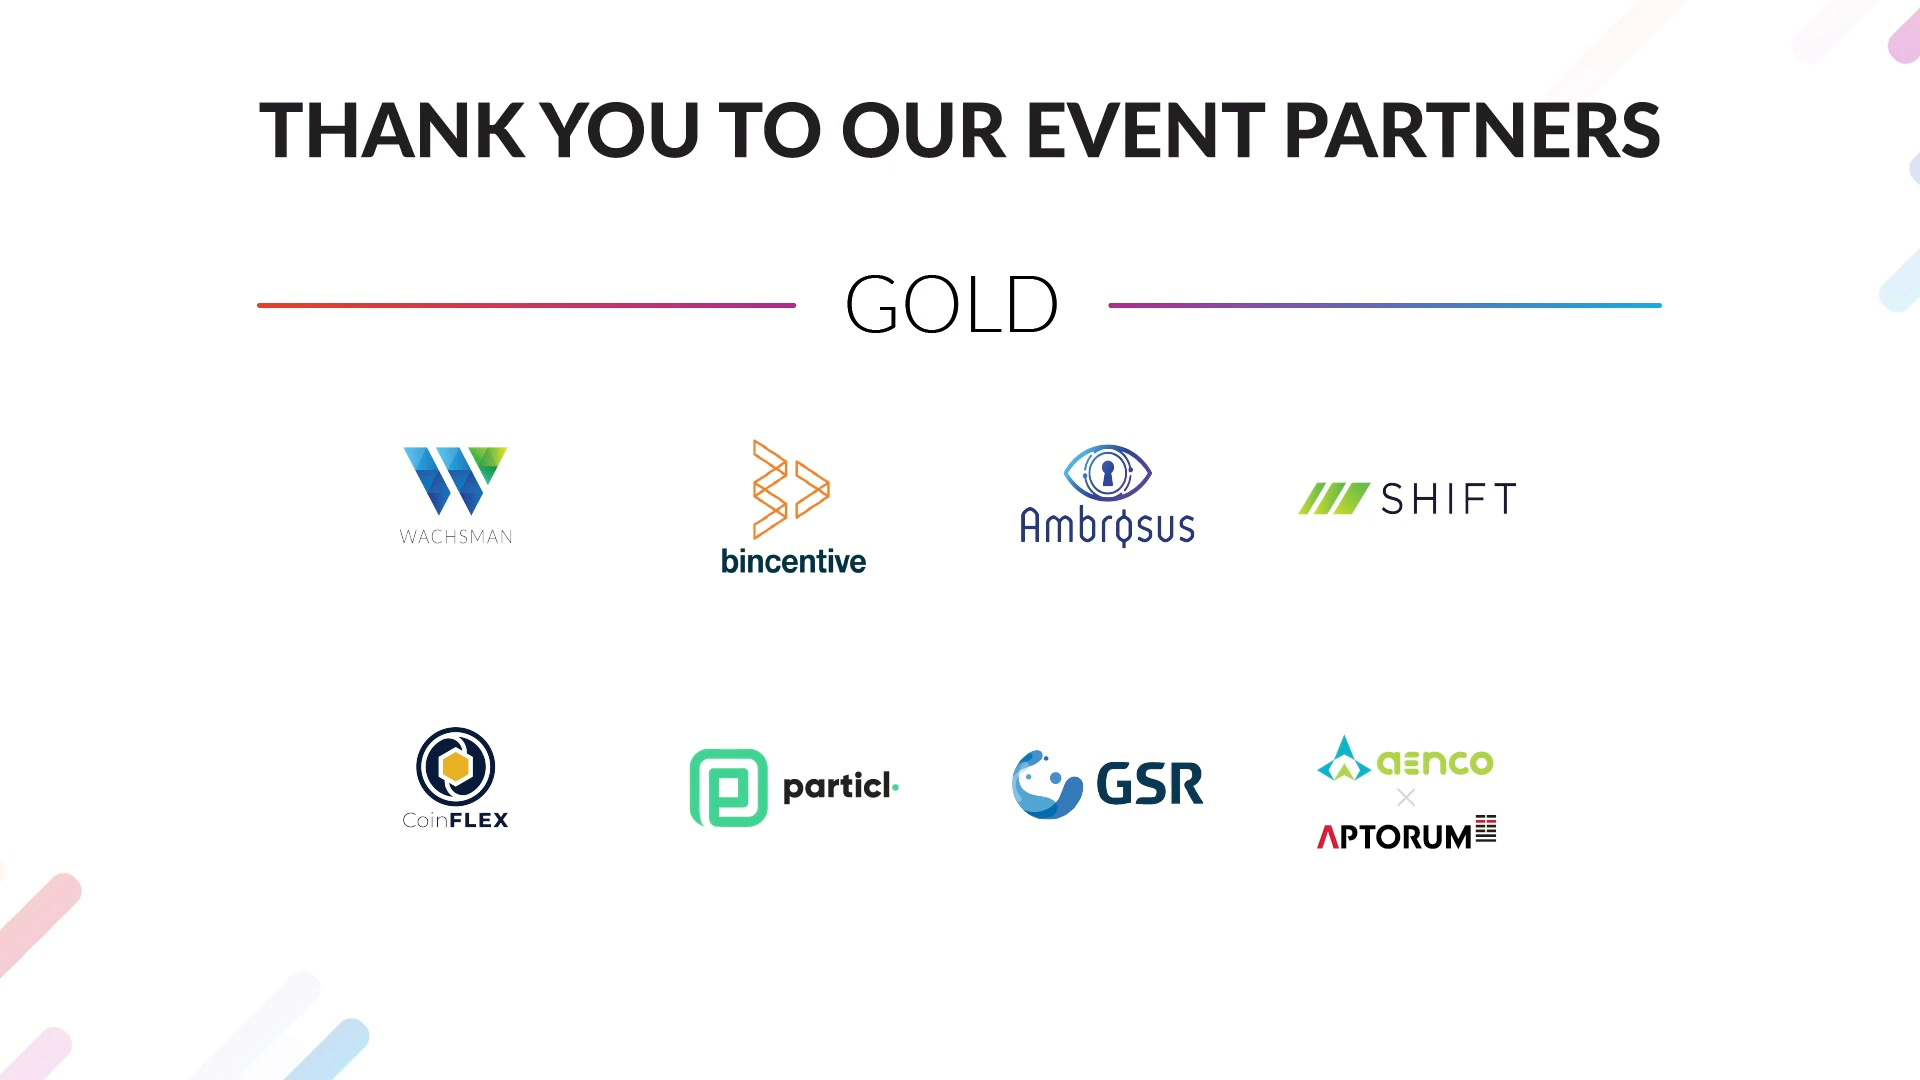 THANK YOU TO OUR EVENT PARTNERS
GOLD
WACHSMAN
bincentive
Ambrosus
SHIFT
CoinFLEX
particl
GSR
aenco
×
APTORUM